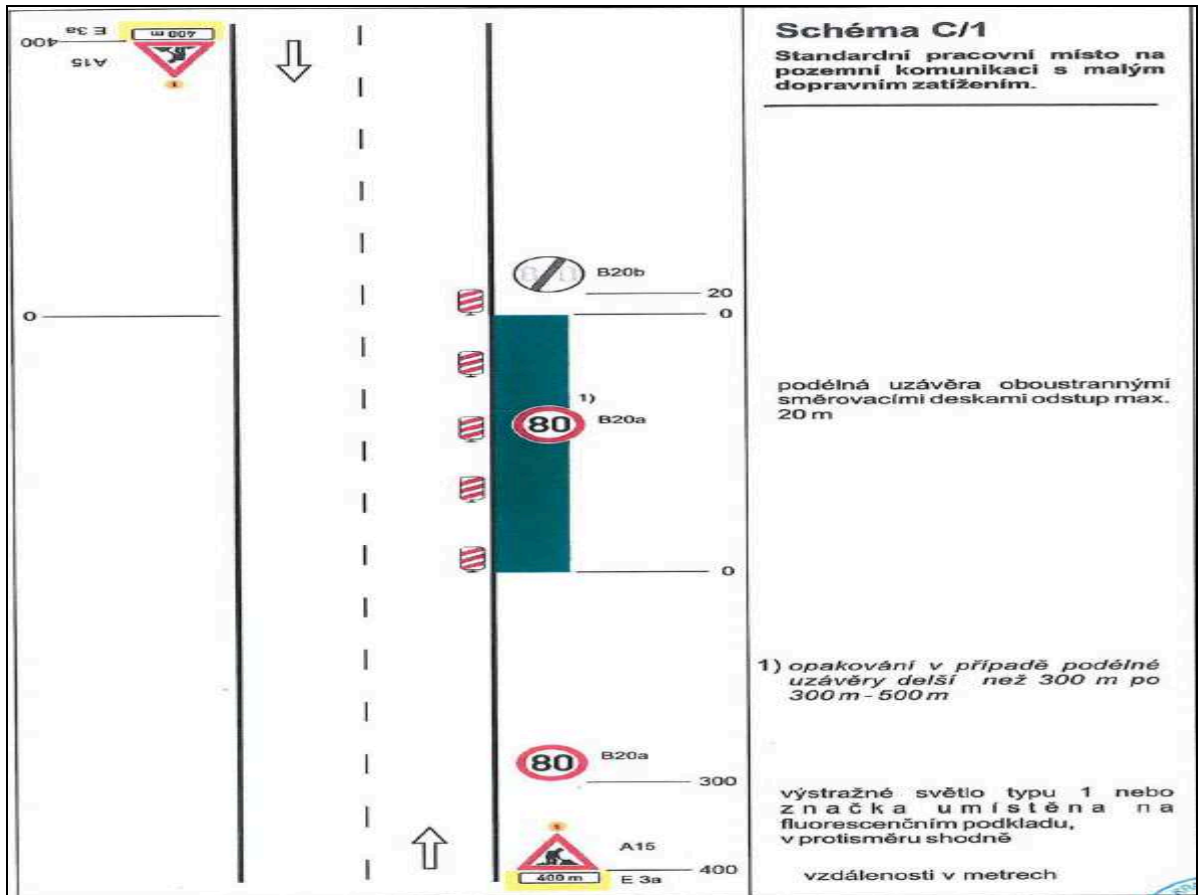 Schéma C/1
Standardní pracovní místo na
pozemní komunikaci s malým
dopravním zatížením.
400
E 3a
400 m
A15
B20b
20
0
0
podélná uzávěra oboustrannými
směrovacími deskami odstup max.
20 m
1)
80
B20a
0
1) opakování v případě podélné
uzávěry delší než 300 m po
300 m - 500 m
80
B20a
300
výstražné světlo typu 1 nebo
značka umístěna na
fluorescenčním podkladu,
v protisměru shodně
A15
400 m
E 3a
400
vzdálenosti v metrech